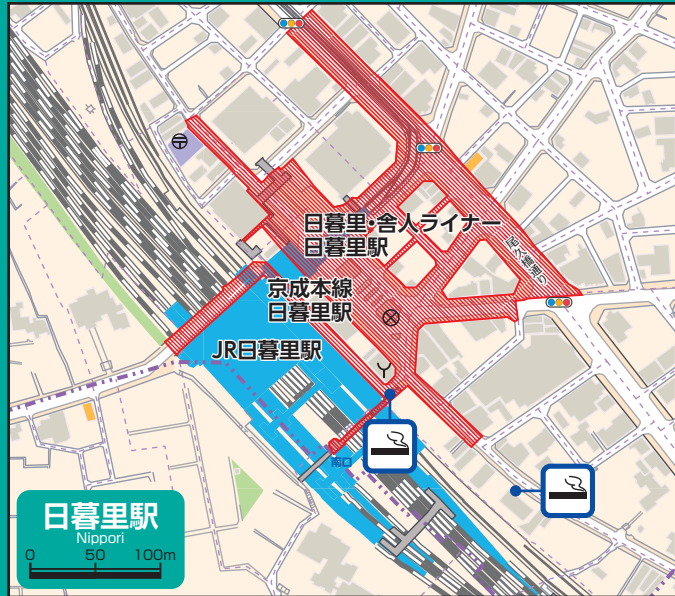 日暮里・舎人ライナー
日暮里駅
尾久橋通り
京成本線
日暮里駅
JR日暮里駅
南口
日暮里駅
Nippori
0 50 100m